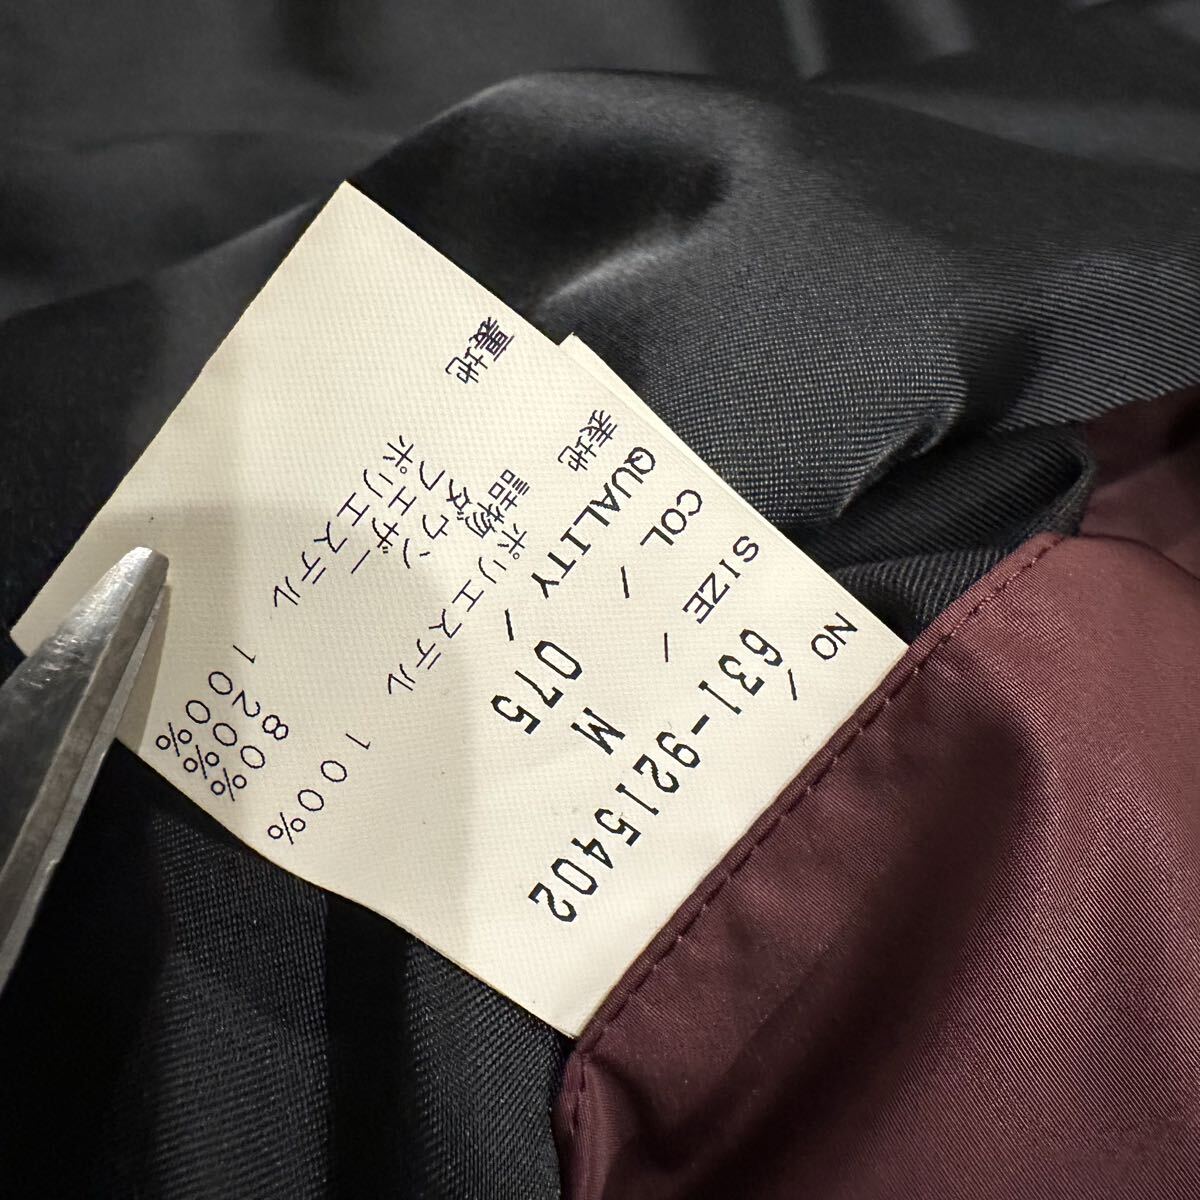 NO / 631-9215402
SIZE / M
COL / 075
QUALITY /
表地 ポリエステル 100%
詰物
ダウン 80%
フェザー 20%
裏地 ポリエステル 100%